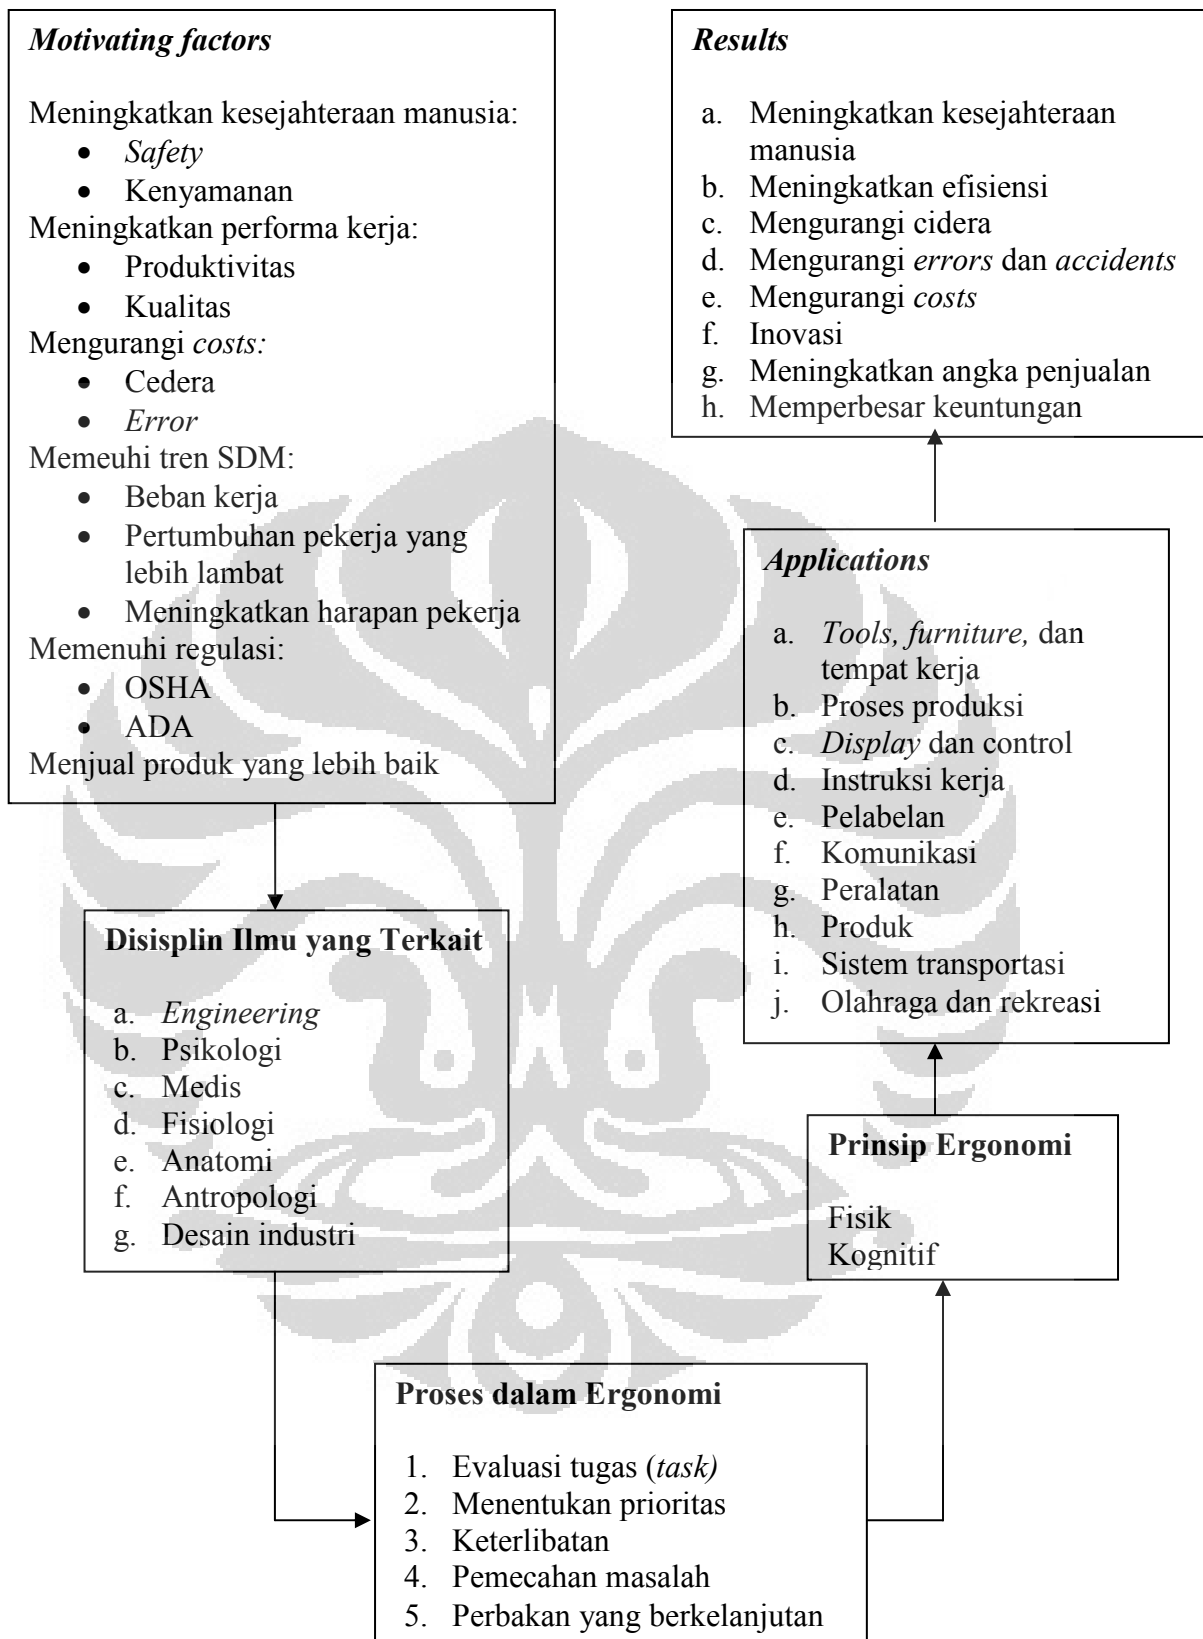 Motivating factors
Meningkatkan kesejahteraan manusia:
• Safety
• Kenyamanan
Meningkatkan performa kerja:
• Produktivitas
• Kualitas
Mengurangi costs:
• Cedera
• Error
Memeuhi tren SDM:
• Beban kerja
• Pertumbuhan pekerja yang
lebih lambat
• Meningkatkan harapan pekerja
Memenuhi regulasi:
• OSHA
• ADA
Menjual produk yang lebih baik
Disisplin Ilmu yang Terkait
a. Engineering
b. Psikologi
c. Medis
d. Fisiologi
e. Anatomi
f. Antropologi
g. Desain industri
Proses dalam Ergonomi
1. Evaluasi tugas (task)
2. Menentukan prioritas
3. Keterlibatan
4. Pemecahan masalah
5. Perbakan yang berkelanjutan
Prinsip Ergonomi
Fisik
Kognitif
Applications
a. Tools, furniture, dan
tempat kerja
b. Proses produksi
c. Display dan control
d. Instruksi kerja
e. Pelabelan
f. Komunikasi
g. Peralatan
h. Produk
i. Sistem transportasi
j. Olahraga dan rekreasi
Results
a. Meningkatkan kesejahteraan
manusia
b. Meningkatkan efisiensi
c. Mengurangi cidera
d. Mengurangi errors dan accidents
e. Mengurangi costs
f. Inovasi
g. Meningkatkan angka penjualan
h. Memperbesar keuntungan